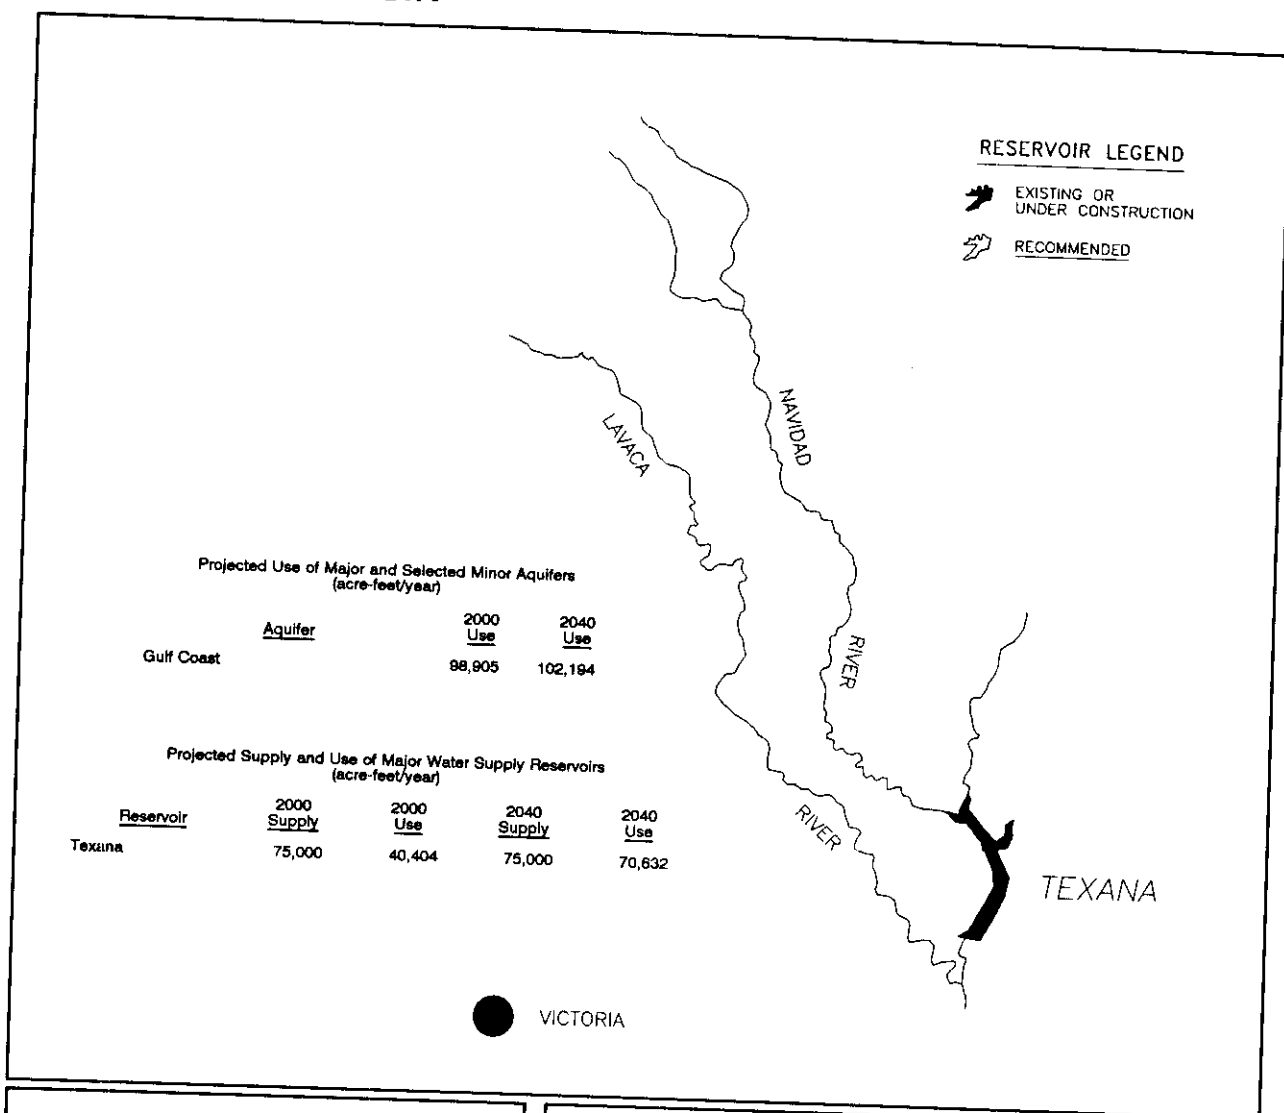 RESERVOIR LEGEND
EXISTING OR
UNDER CONSTRUCTION
RECOMMENDED
NAVIDAD
LAVACA
RIVER
Projected Use of Major and Selected Minor Aquifers
(acre-feet/year)
Aquifer 2000 Use 2040 Use
Gulf Coast 98,905 102,194
Projected Supply and Use of Major Water Supply Reservoirs
(acre-feet/year)
Reservoir 2000 Supply 2000 Use 2040 Supply 2040 Use
Texana 75,000 40,404 75,000 70,632
RIVER
TEXANA
VICTORIA